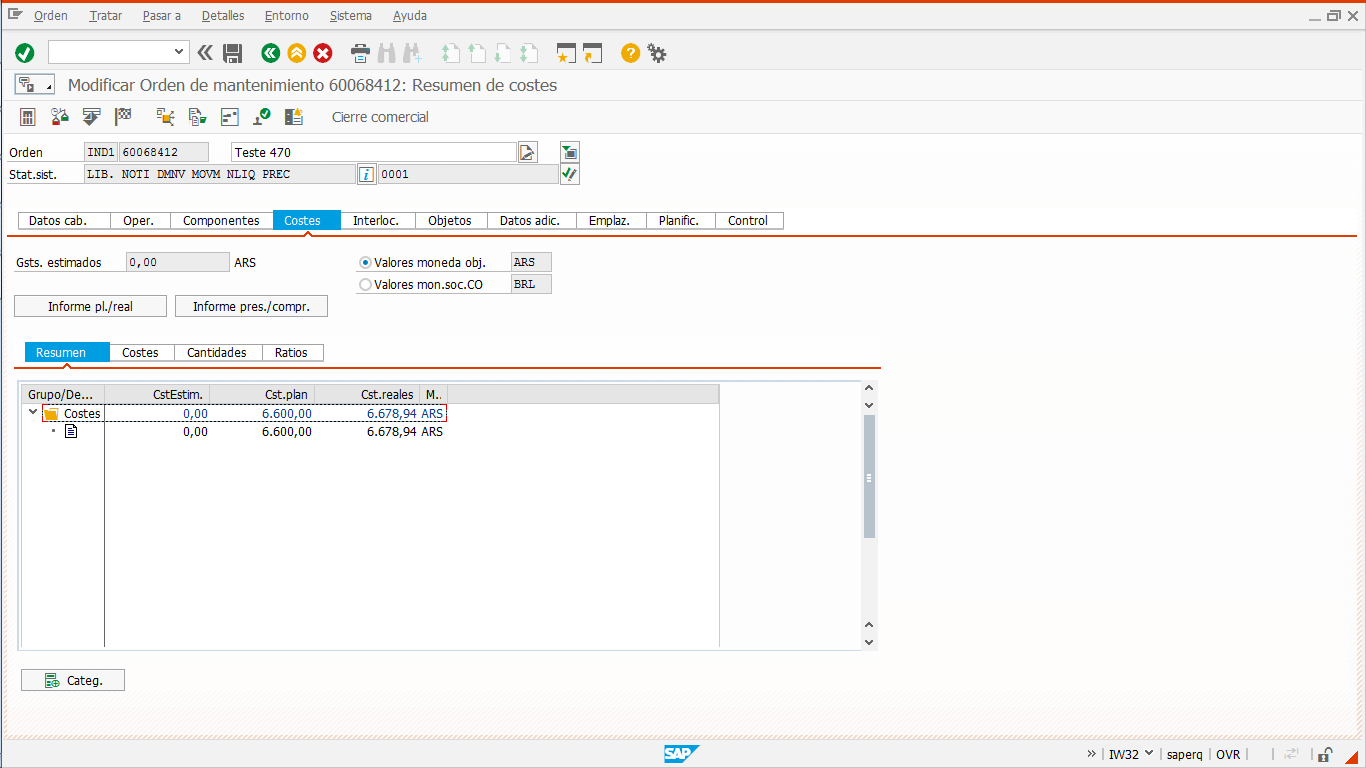 Orden Tratar Pasar a Detalles Entorno Sistema Ayuda
Modificar Orden de mantenimiento 60068412: Resumen de costes
Cierre comercial
Orden IND1 60068412 Teste 470
Stat.sist. LIB. NOTI DMNV MOVM NLIQ PREC 0001
Datos cab. Oper. Componentes Costes Interloc. Objetos Datos adic. Emplaz. Planific. Control
Gsts. estimados 0,00 ARS Valores moneda obj. ARS
Valores mon.soc.CO BRL
Informe pl./real Informe pres./compr.
Resumen Costes Cantidades Ratios
Grupo/De... CstEstim. Cst.plan Cst.reales M..
Costes 0,00 6.600,00 6.678,94 ARS
0,00 6.600,00 6.678,94 ARS
Categ.
SAP
IW32 saperq OVR